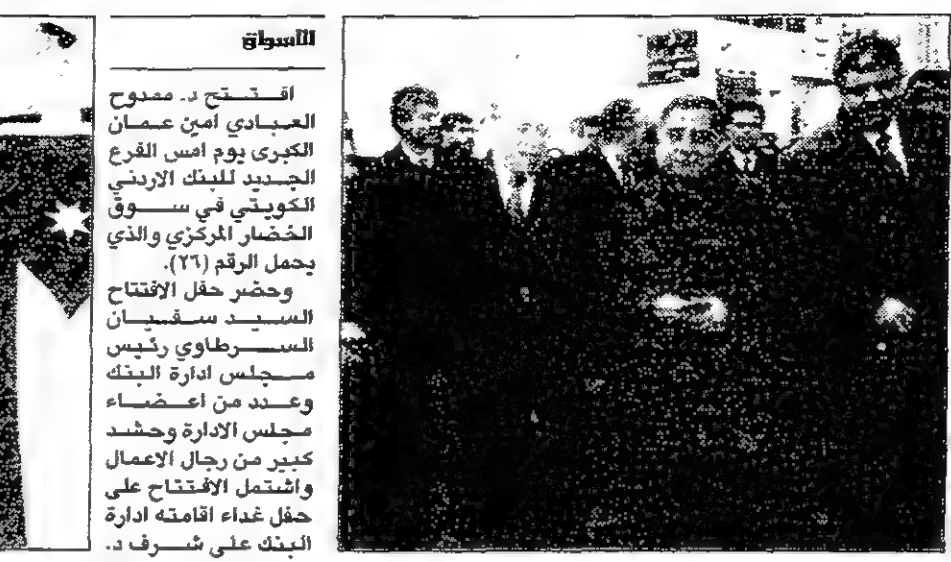 الأسواق
افتتح د. ممدوح
العبادي امين عمان
الكبرى يوم امس الفرع
الجديد للبنك الاردني
الكويتي في سوق
الخضار المركزي والذي
يحمل الرقم (٢٦).
وحضر حفل الافتتاح
السيد سفيان
السرطاوي رئيس
مجلس ادارة البنك
وعدد من اعضاء
مجلس الادارة وحشد
كبير من رجال الاعمال
واشتمل الافتتاح على
حفل غداء اقامته ادارة
البنك على شرف د.